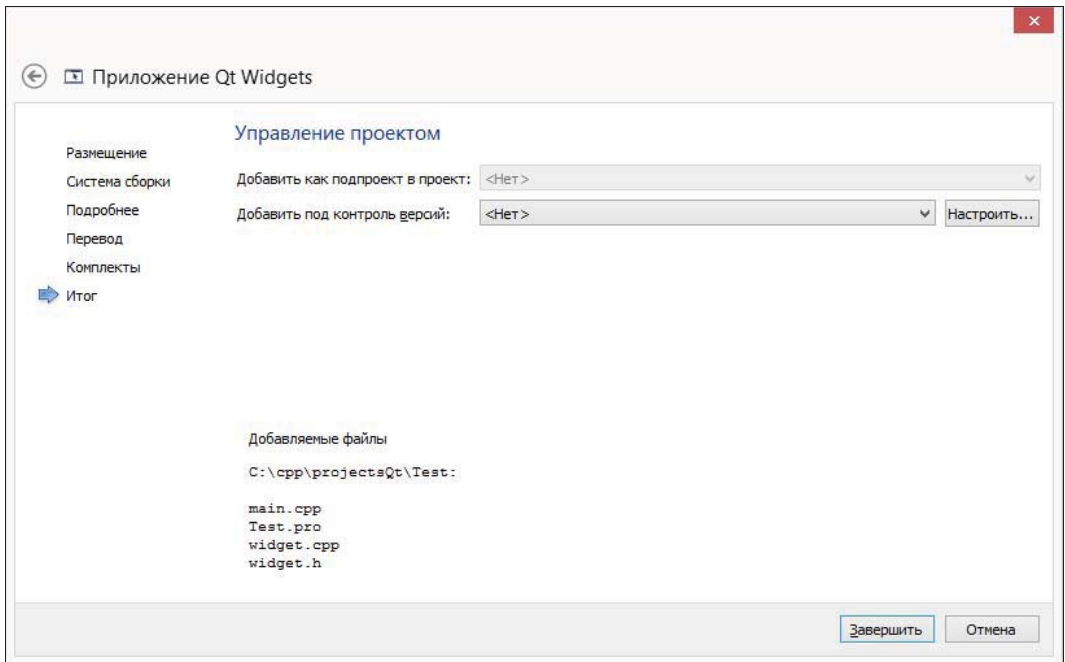 Приложение Qt Widgets
Управление проектом
Размещение
Система сборки
Подробнее
Перевод
Комплекты
Итог
Добавить как подпроект в проект: <Нет>
Добавить под контроль версий: <Нет> Настроить...
Добавляемые файлы
C:\cpp\projectsQt\Test:
main.cpp
Test.pro
widget.cpp
widget.h
Завершить Отмена